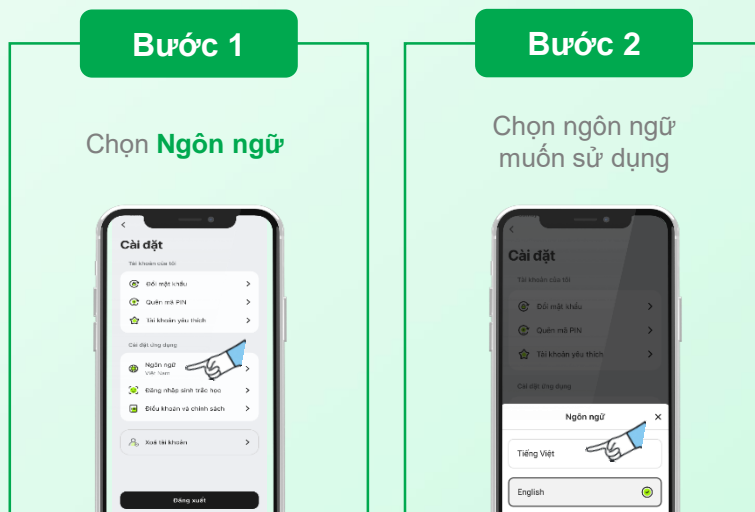 Bước 1
Chọn Ngôn ngữ
Cài đặt
Tài khoản của tôi
Đổi mật khẩu
Quên mã PIN
Tài khoản yêu thích
Cài đặt ứng dụng
Ngôn ngữ
Việt Nam
Đăng nhập sinh trắc học
Điều khoản và chính sách
Xoá tài khoản
Đăng xuất
Bước 2
Chọn ngôn ngữ
muốn sử dụng
Cài đặt
Tài khoản của tôi
Đổi mật khẩu
Quên mã PIN
Tài khoản yêu thích
Cài đặt ứng dụng
Ngôn ngữ
Tiếng Việt
English